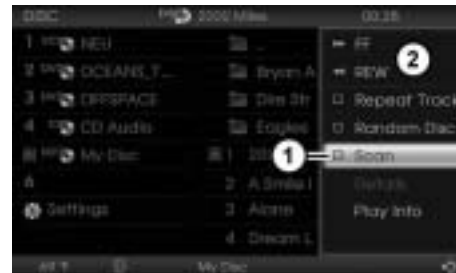 DISC 2000 Miles 00:25
1 NEU
2 OCEANS_T...
3 OFFSPACE
4 CD Audio
My Disc
6
Settings
Bryan A
Dire Str
Eagles
1
2 A Smile l
3 Alone
4 Dream L
FF
REW
2
Repeat Track
Random Disc
1
Scan
Details
Play Info
My Disc